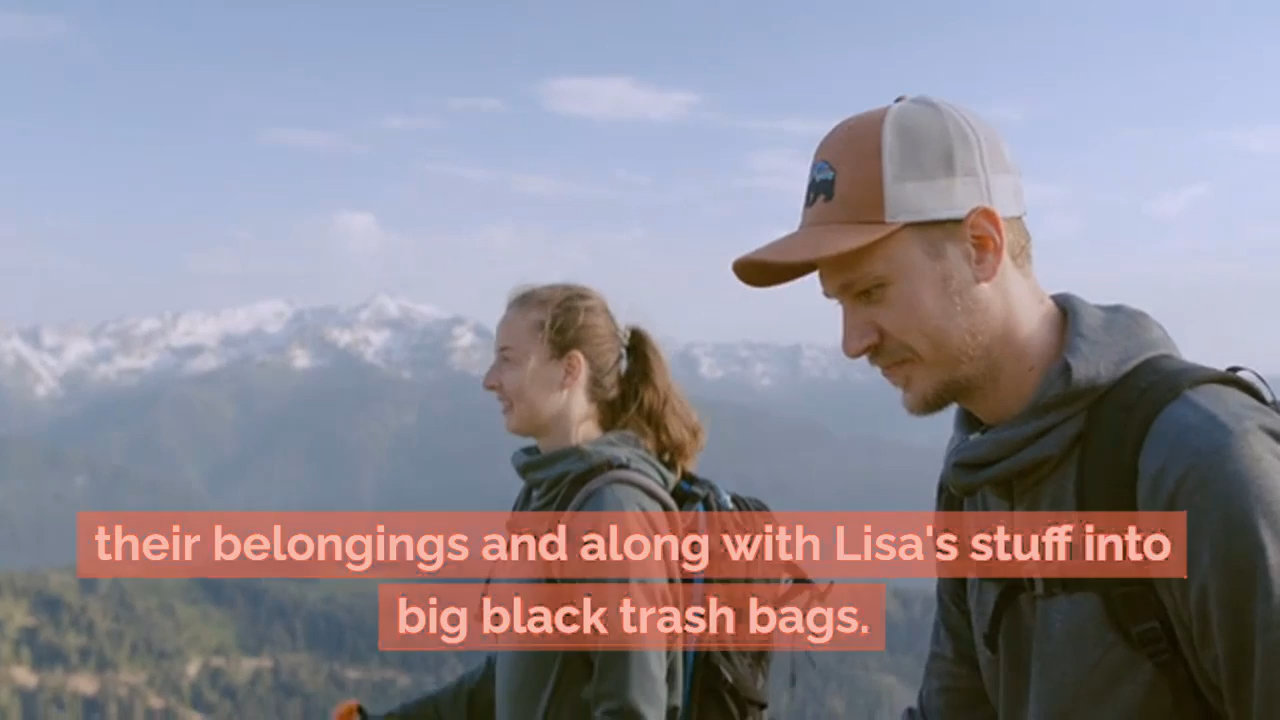 their belongings and along with Lisa's stuff into
big black trash bags.